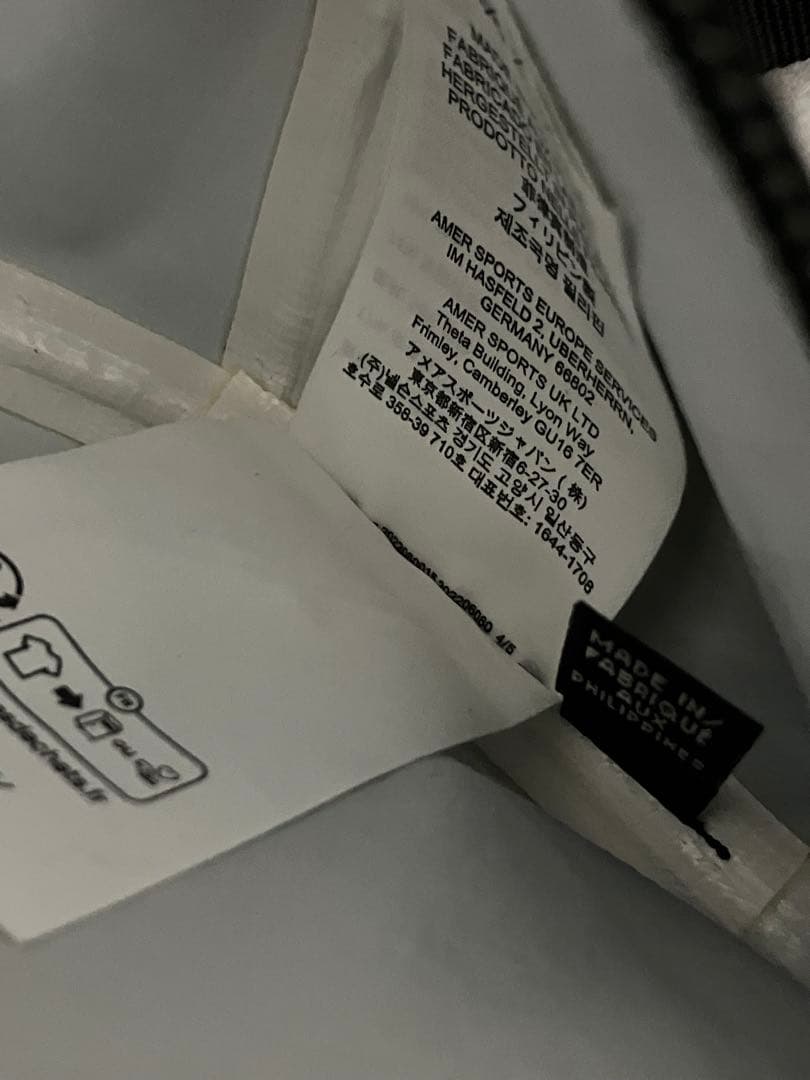 FABRIQUÉ
FABRICADO
HERGESTELLT
PRODOTTO
フィリピン製
제조국명 필리핀
AMER SPORTS EUROPE SERVICES
IM HASFELD 2, UBERHERRN,
GERMANY 66802
AMER SPORTS UK LTD
Theta Building, Lyon Way
Frimley, Camberley GU16 7ER
アメアスポーツジャパン ( 株)
東京都新宿区新宿6-27-30
(주)넬슨스포츠 경기도 고양시 일산동구
호수로 358-39 710호 대표번호: 1644-1708
4/5
MADE IN/
FABRIQUÉ
AUX
PHILIPPINES
FR
ou